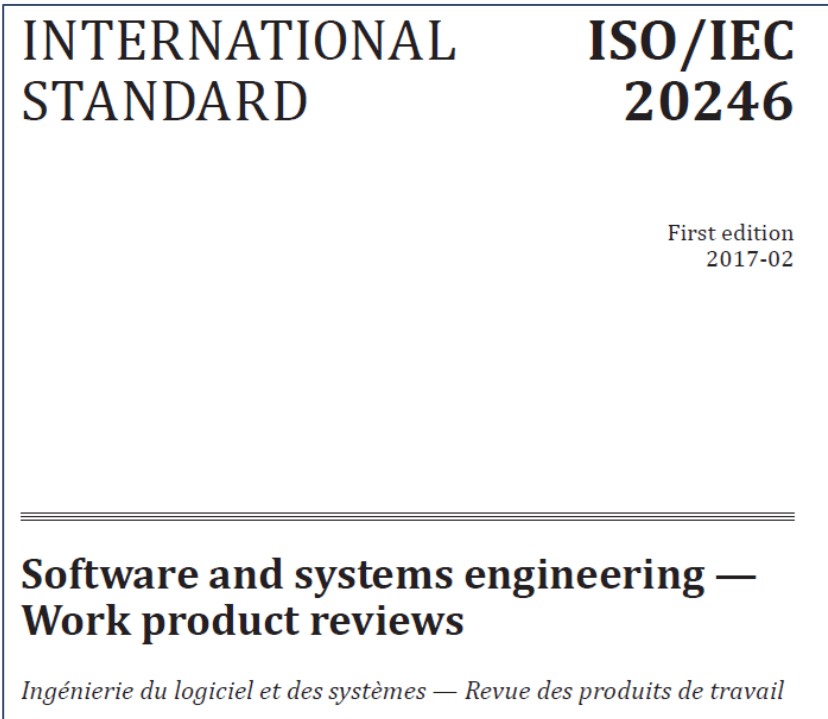 INTERNATIONAL STANDARD
ISO/IEC 20246
First edition
2017-02
Software and systems engineering —
Work product reviews
Ingénierie du logiciel et des systèmes — Revue des produits de travail